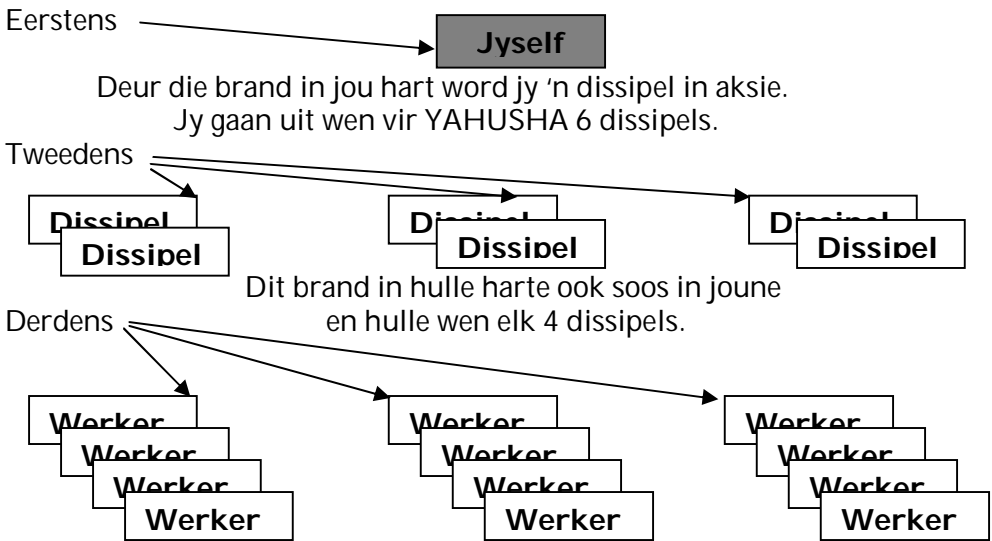 Eerstens
Jyself
Deur die brand in jou hart word jy 'n dissipel in aksie.
Jy gaan uit wen vir YAHUSHA 6 dissipels.
Tweedens
Dissipel
Dissipel
Dissipel
Dissipel
Dissipel
Dissipel
Dit brand in hulle harte ook soos in joune
Derdens
en hulle wen elk 4 dissipels.
Werker
Werker
Werker
Werker
Werker
Werker
Werker
Werker
Werker
Werker
Werker
Werker